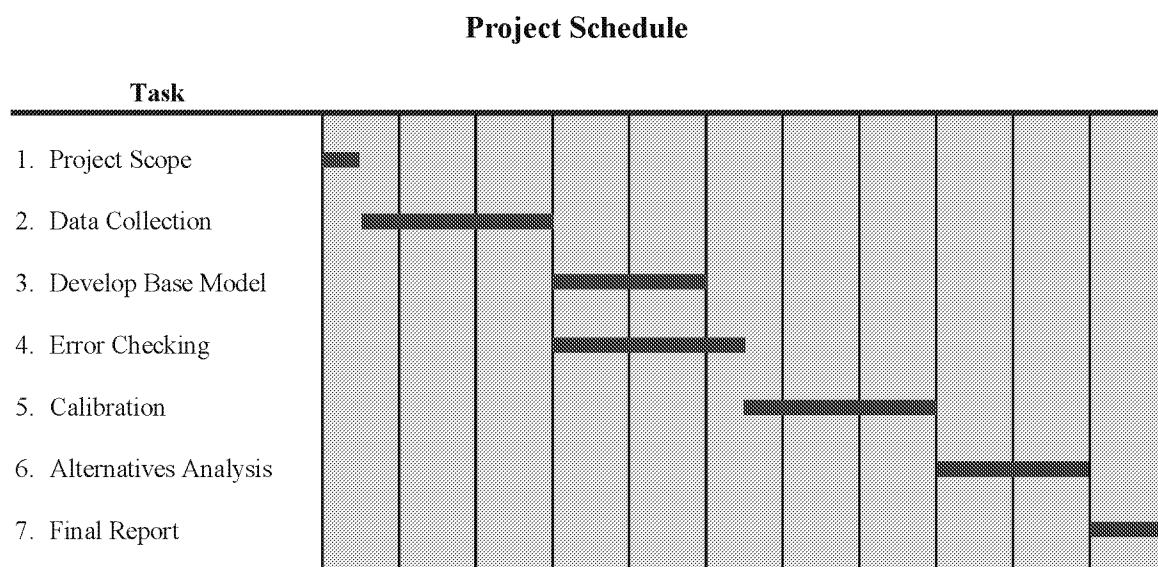 Project Schedule
Task
1. Project Scope
2. Data Collection
3. Develop Base Model
4. Error Checking
5. Calibration
6. Alternatives Analysis
7. Final Report